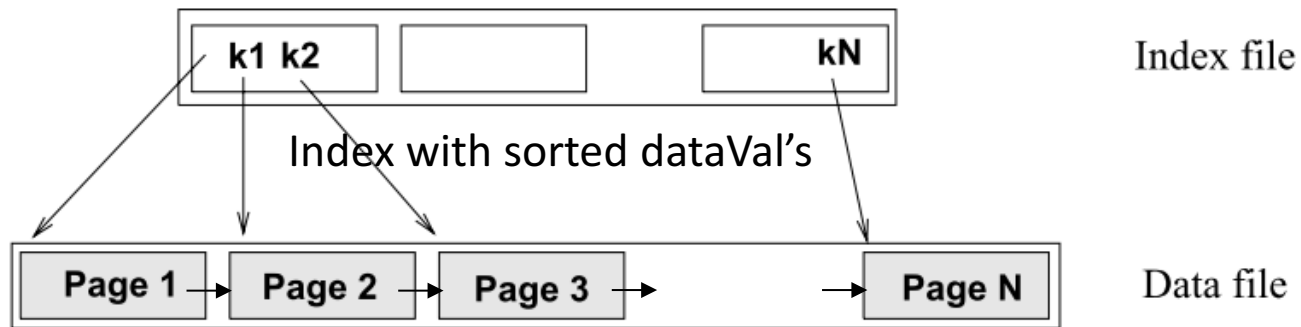 k1 k2 kN Index file
Index with sorted dataVal's
Page 1 Page 2 Page 3 Page N Data file